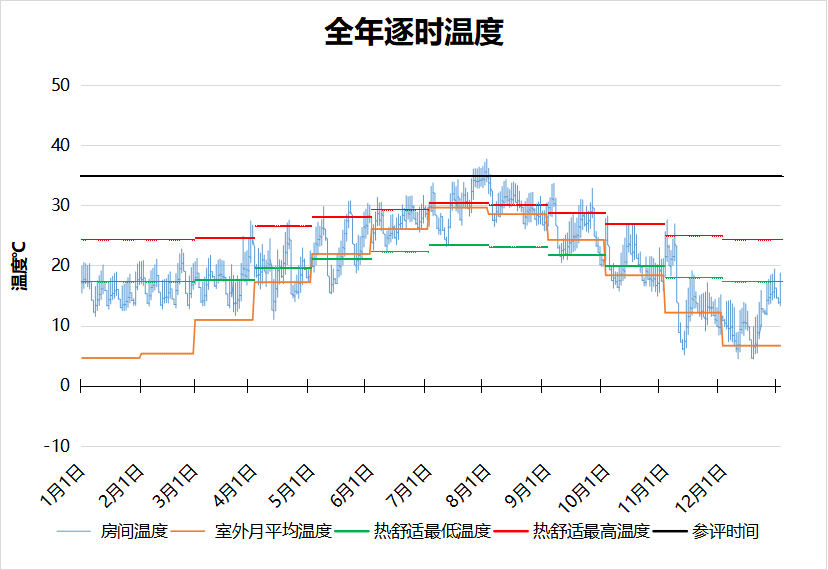 全年逐时温度
50
40
30
20
10
0
-10
温度℃
1月1日
2月1日
3月1日
4月1日
5月1日
6月1日
7月1日
8月1日
9月1日
10月1日
11月1日
12月1日
房间温度 室外月平均温度 热舒适最低温度 热舒适最高温度 参评时间